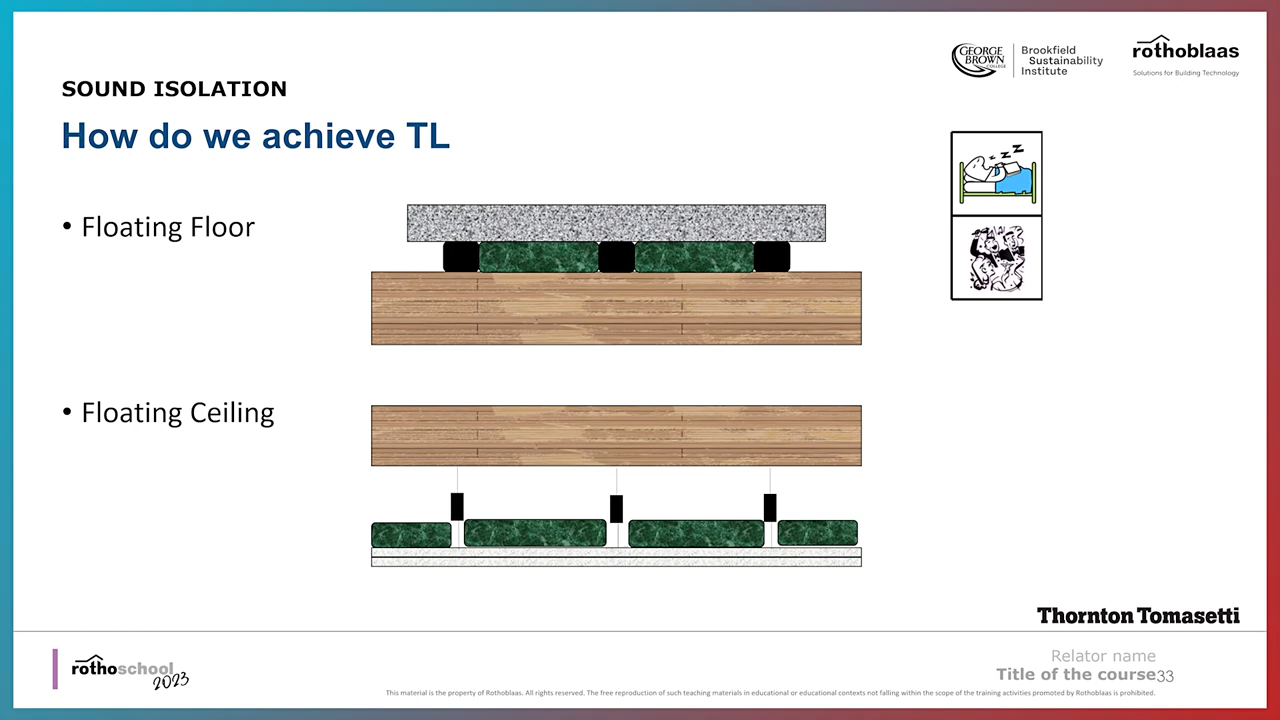 GEORGE
BROWN
COLLEGE
Brookfield
Sustainability
Institute
rothoblaas
Solutions for Building Technology
SOUND ISOLATION
How do we achieve TL
z z Z
• Floating Floor
• Floating Ceiling
Thornton Tomasetti
rothoschool
2023
Relator name
Title of the course33
This material is the property of Rothoblaas. All rights reserved. The free reproduction of such teaching materials in educational or educational contexts not falling within the scope of the training activities promoted by Rothoblaas is prohibited.